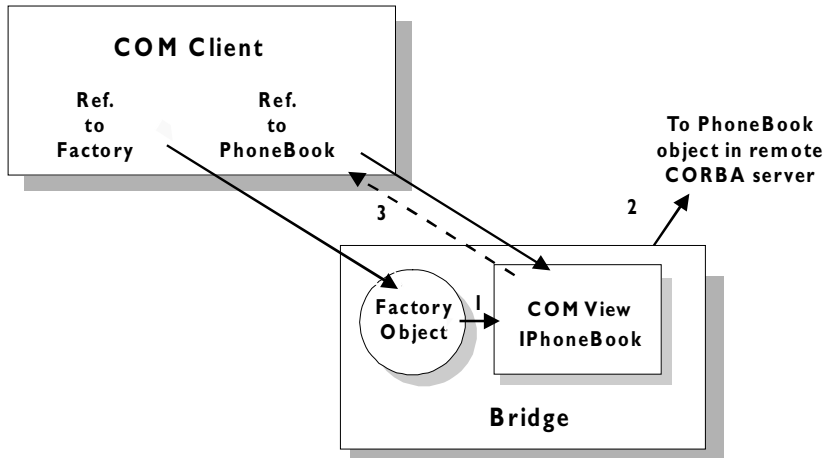 COM Client
Ref.
to
Factory
Ref.
to
PhoneBook
To PhoneBook
object in remote
CORBA server
3
2
1
Factory
Object
COM View
IPhoneBook
Bridge